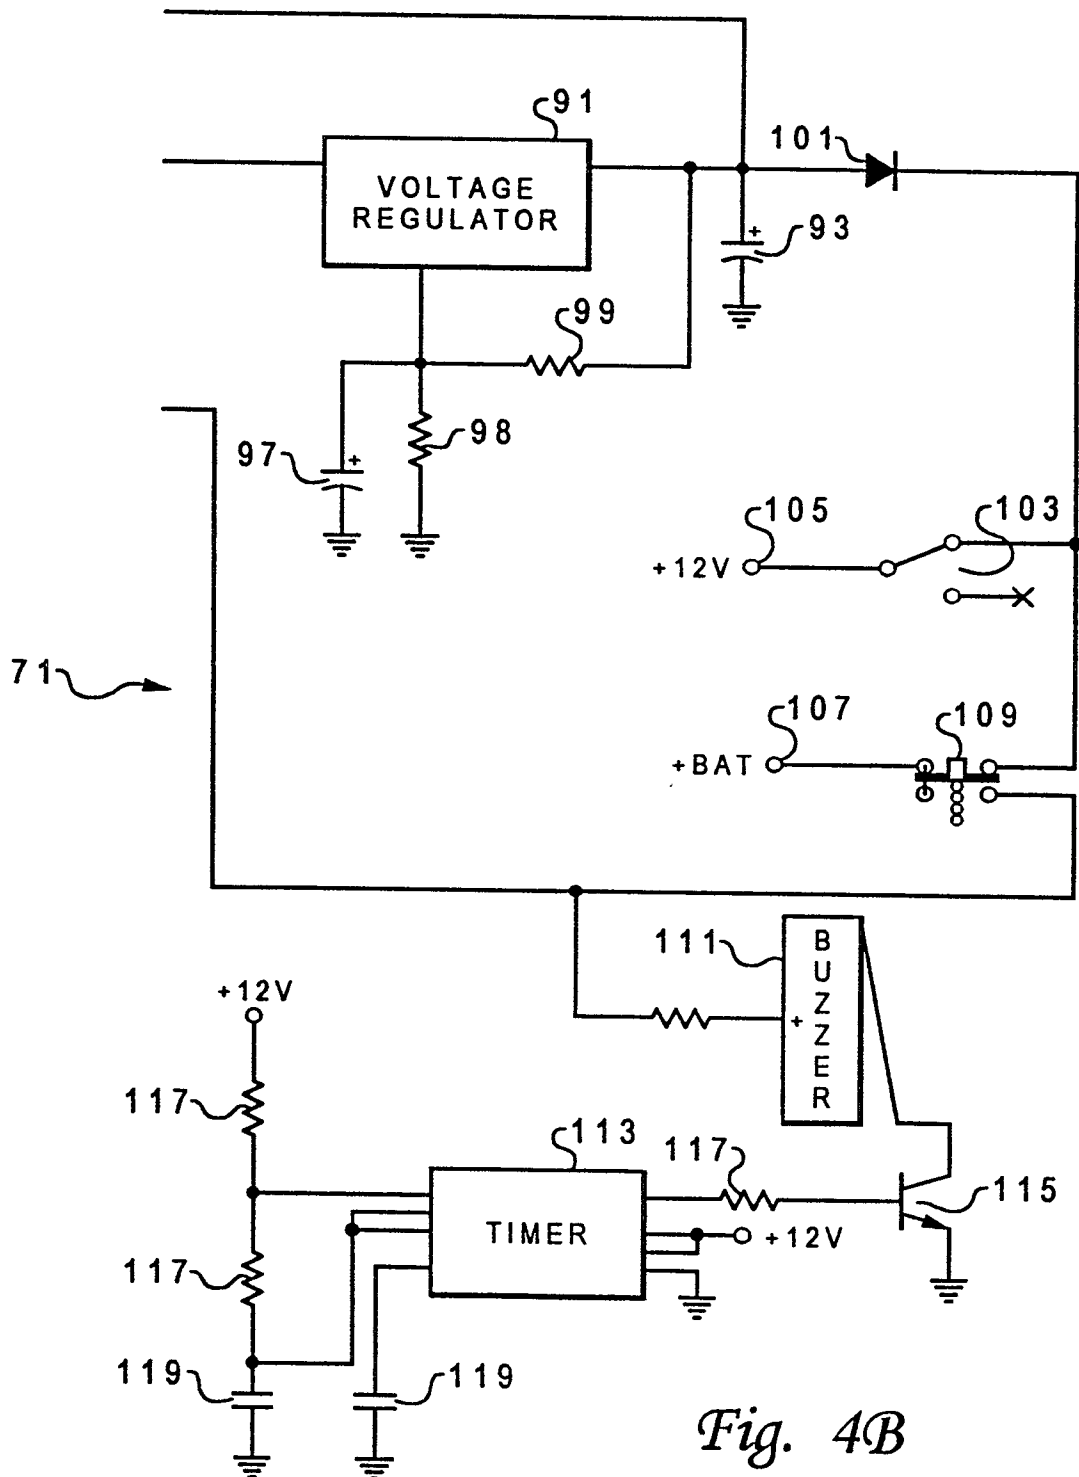 91
101
VOLTAGE
REGULATOR
+
93
99
97
+
98
105
103
+12V
71
107
109
+BAT
111
BUZZER
+
+12V
117
113
117
115
TIMER
+12V
117
119
119
Fig. 4B